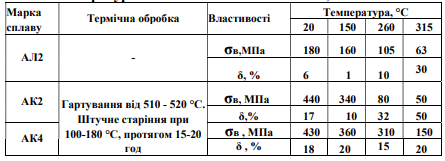 Марка сплаву Термічна обробка Властивості Температура, °C
20 150 260 315
АЛ2 - σв,МПа 180 160 105 63
δ, % 6 1 10 30
АК2 Гартування від 510 - 520 °C. Штучне старіння при 100-180 °C, протягом 15-20 год σв, МПа 440 340 80 50
δ,% 17 10 32 50
АК4 σв , МПа 430 360 310 150
δ , % 18 20 15 20